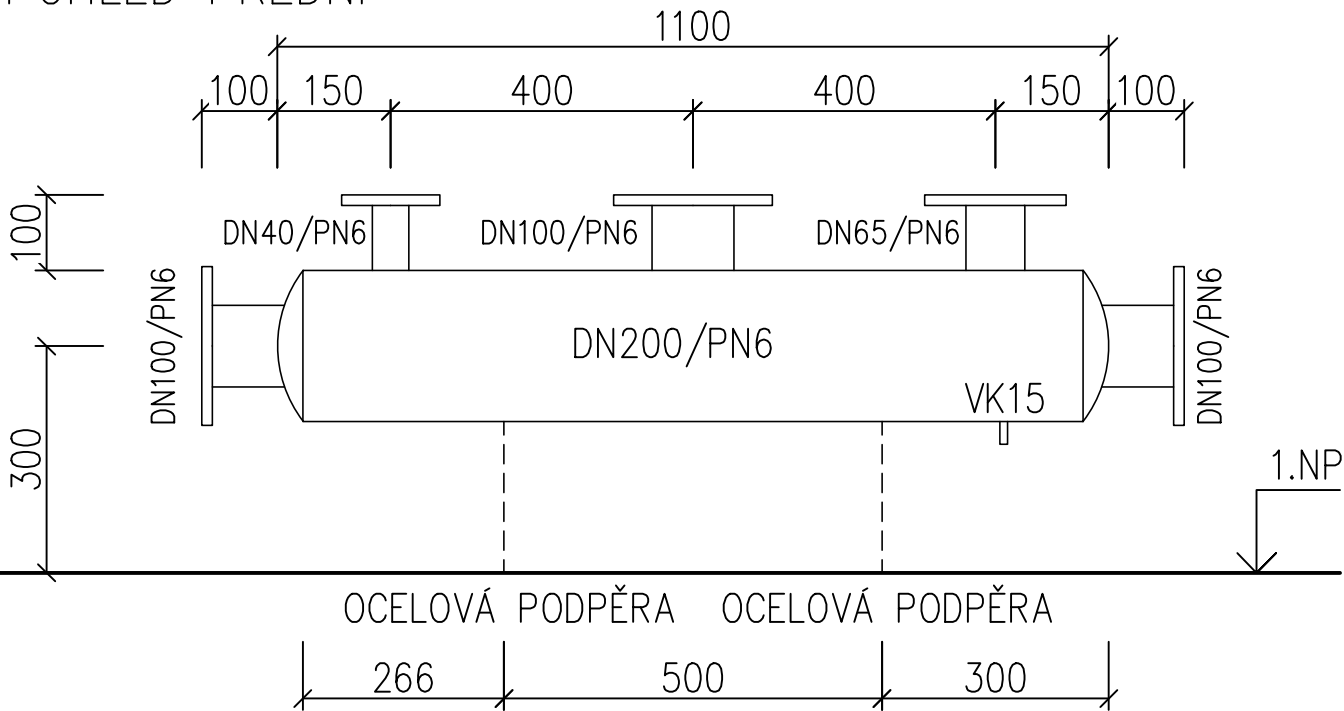 1100
100 150 400 400 150 100
100
DN40/PN6 DN100/PN6 DN65/PN6
DN100/PN6
DN200/PN6
DN100/PN6
VK15
300
1.NP
OCELOVÁ PODPĚRA OCELOVÁ PODPĚRA
266 500 300